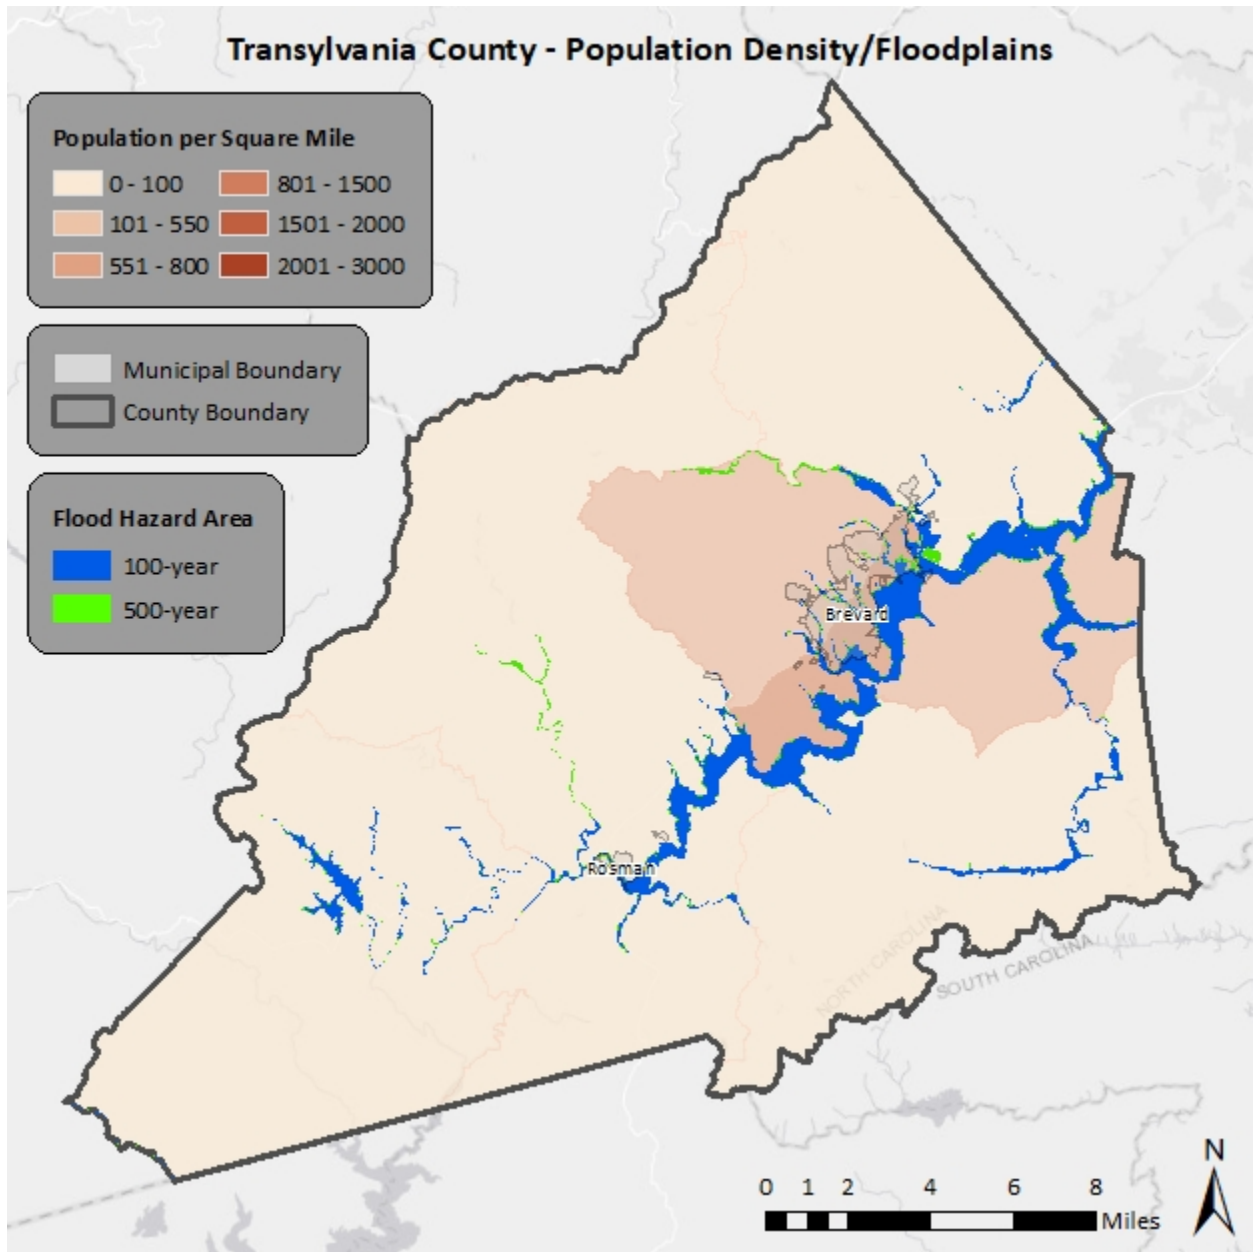 Transylvania County - Population Density/Floodplains
Population per Square Mile
0 - 100
801 - 1500
101 - 550
1501 - 2000
551 - 800
2001 - 3000
Municipal Boundary
County Boundary
Flood Hazard Area
100-year
500-year
Brevard
Rosman
NORTH CAROLINA
SOUTH CAROLINA
N
0 1 2 4 6 8
Miles